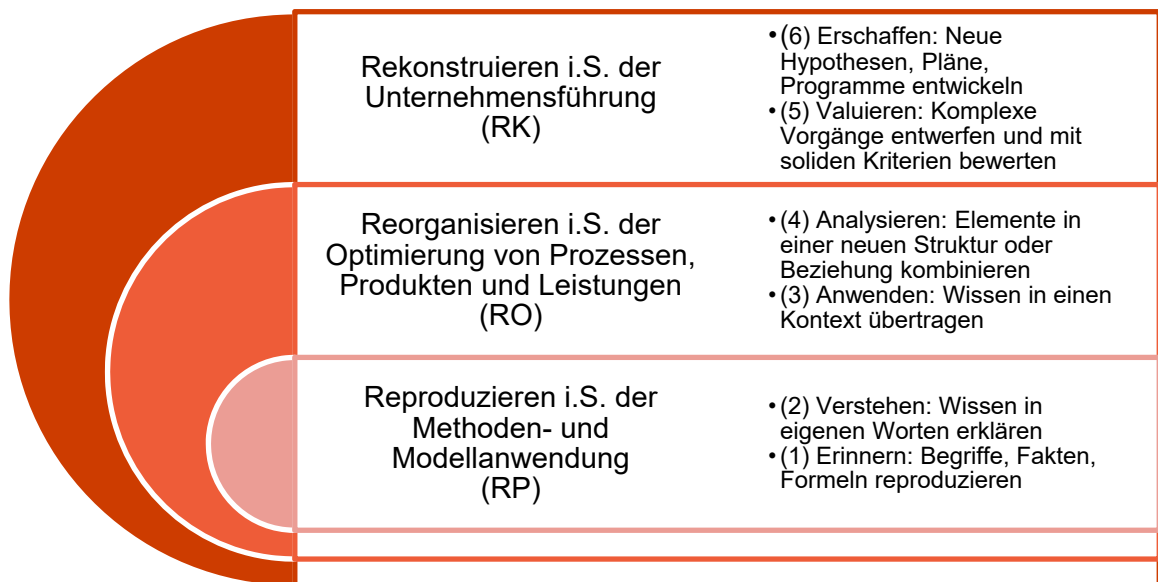 Rekonstruieren i.S. der
Unternehmensführung
(RK)
• (6) Erschaffen: Neue
Hypothesen, Pläne,
Programme entwickeln
• (5) Valuieren: Komplexe
Vorgänge entwerfen und mit
soliden Kriterien bewerten
Reorganisieren i.S. der
Optimierung von Prozessen,
Produkten und Leistungen
(RO)
• (4) Analysieren: Elemente in
einer neuen Struktur oder
Beziehung kombinieren
• (3) Anwenden: Wissen in einen
Kontext übertragen
Reproduzieren i.S. der
Methoden- und
Modellanwendung
(RP)
• (2) Verstehen: Wissen in
eigenen Worten erklären
• (1) Erinnern: Begriffe, Fakten,
Formeln reproduzieren